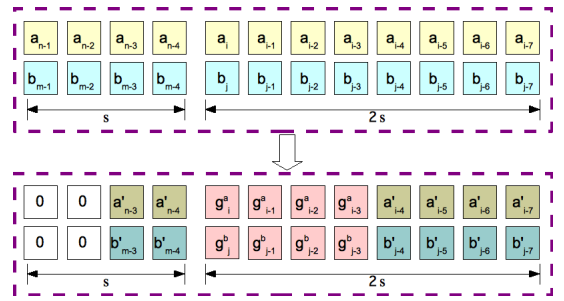 a n-1 a n-2 a n-3 a n-4 a i a i-1 a i-2 a i-3 a i-4 a i-5 a i-6 a i-7
b m-1 b m-2 b m-3 b m-4 b j b j-1 b j-2 b j-3 b j-4 b j-5 b j-6 b j-7
s 2 s
0 0 a' n-3 a' n-4 g a i g a i-1 g a i-2 g a i-3 a' i-4 a' i-5 a' i-6 a' i-7
0 0 b' m-3 b' m-4 g b j g b j-1 g b j-2 g b j-3 b' j-4 b' j-5 b' j-6 b' j-7
s 2s